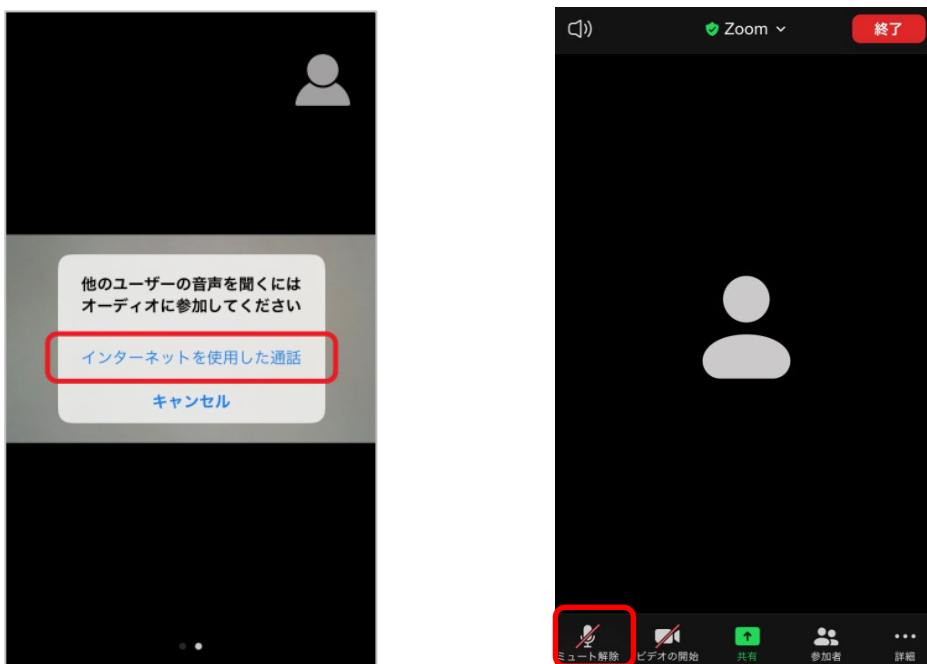 他のユーザーの音声を聞くには
オーディオに参加してください
インターネットを使用した通話
キャンセル
Zoom
終了
ミュート解除
ビデオの開始
共有
参加者
詳細